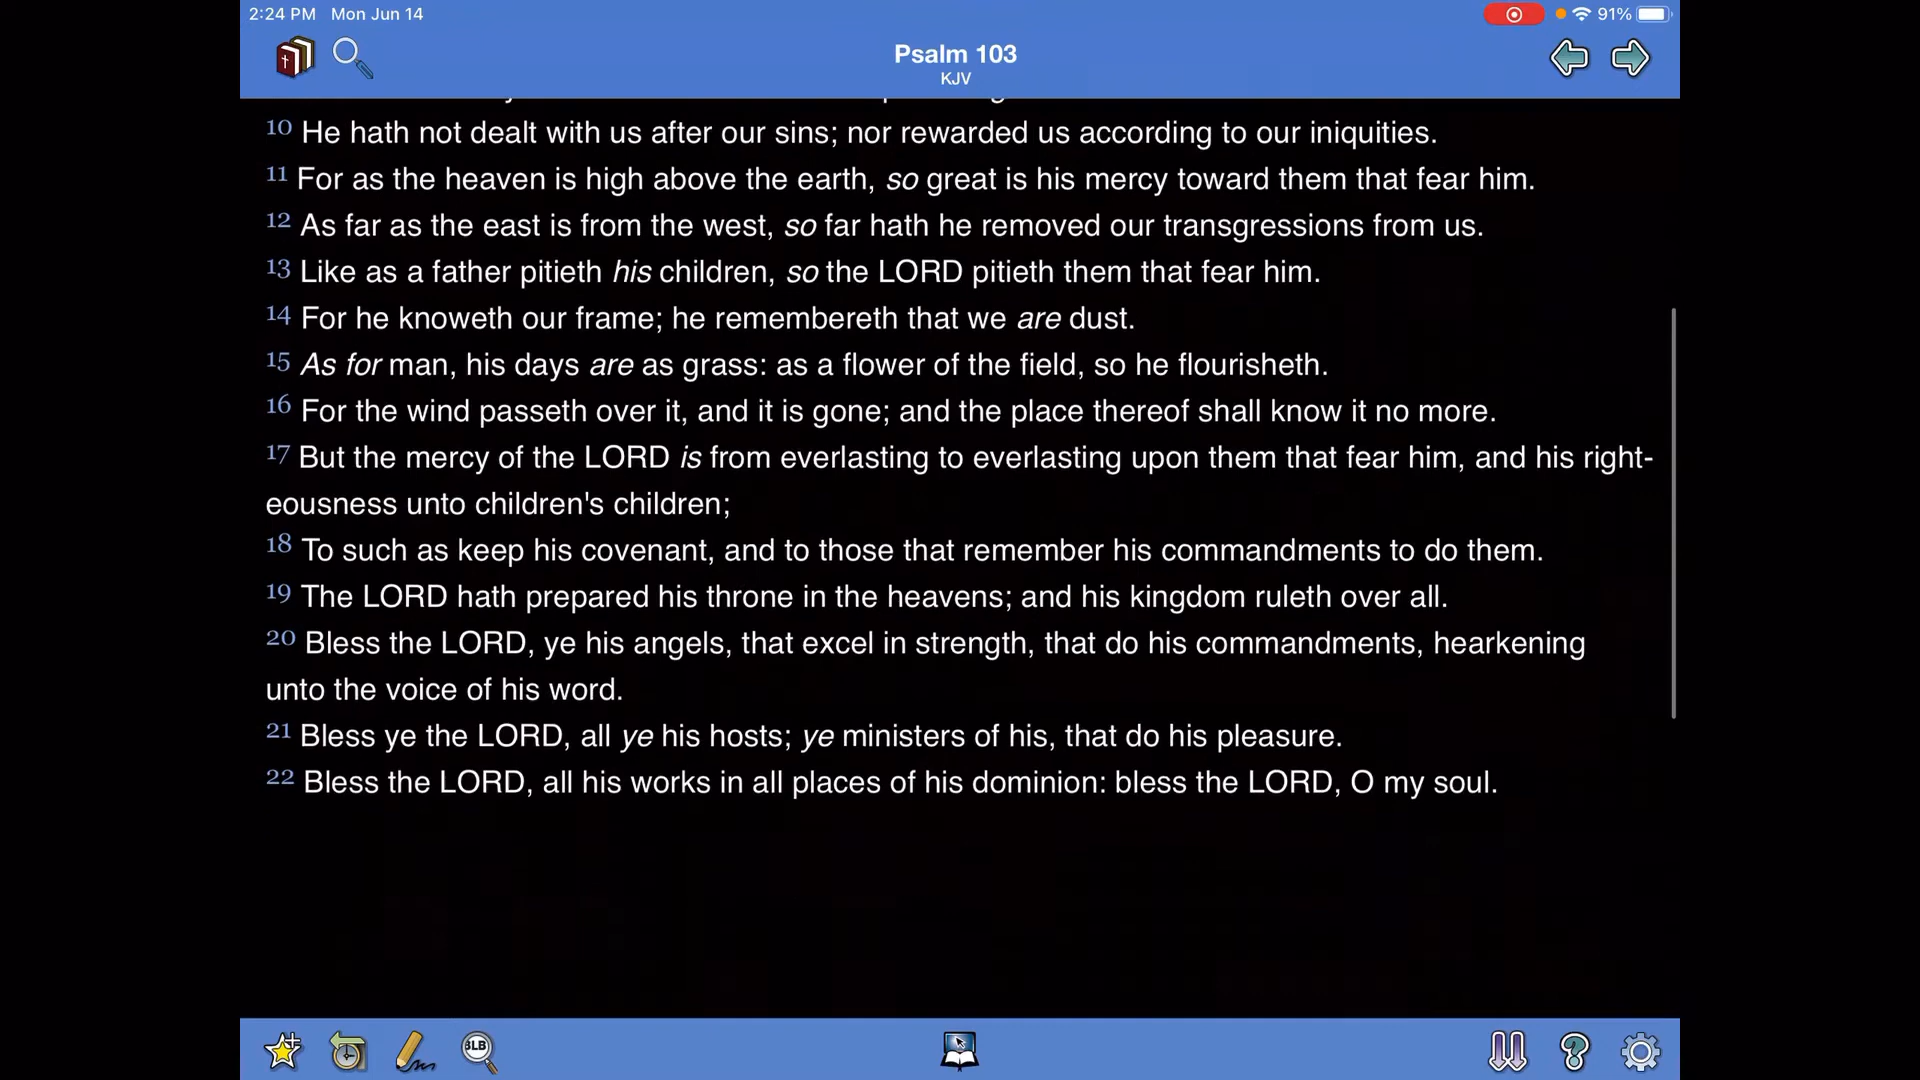 2:24 PM Mon Jun 14 91%
Psalm 103
KJV
10 He hath not dealt with us after our sins; nor rewarded us according to our iniquities.
11 For as the heaven is high above the earth, so great is his mercy toward them that fear him.
12 As far as the east is from the west, so far hath he removed our transgressions from us.
13 Like as a father pitieth his children, so the LORD pitieth them that fear him.
14 For he knoweth our frame; he remembereth that we are dust.
15 As for man, his days are as grass: as a flower of the field, so he flourisheth.
16 For the wind passeth over it, and it is gone; and the place thereof shall know it no more.
17 But the mercy of the LORD is from everlasting to everlasting upon them that fear him, and his right-
eousness unto children's children;
18 To such as keep his covenant, and to those that remember his commandments to do them.
19 The LORD hath prepared his throne in the heavens; and his kingdom ruleth over all.
20 Bless the LORD, ye his angels, that excel in strength, that do his commandments, hearkening
unto the voice of his word.
21 Bless ye the LORD, all ye his hosts; ye ministers of his, that do his pleasure.
22 Bless the LORD, all his works in all places of his dominion: bless the LORD, O my soul.
BLB